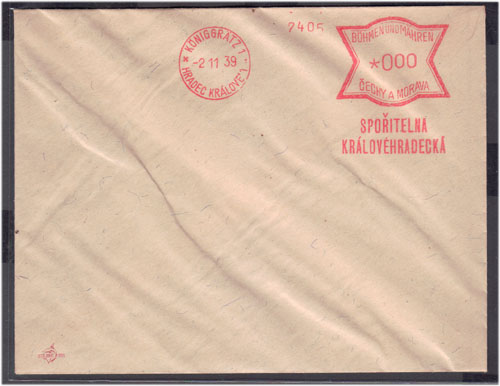 KÖNIGGRÄTZ 1
-2 11 39
HRADEC KRÁLOVÉ 1
2405
BÖHMEN UND MÄHREN
*000
ČECHY A MORAVA
SPOŘITELNA
KRÁLOVÉHRADECKÁ